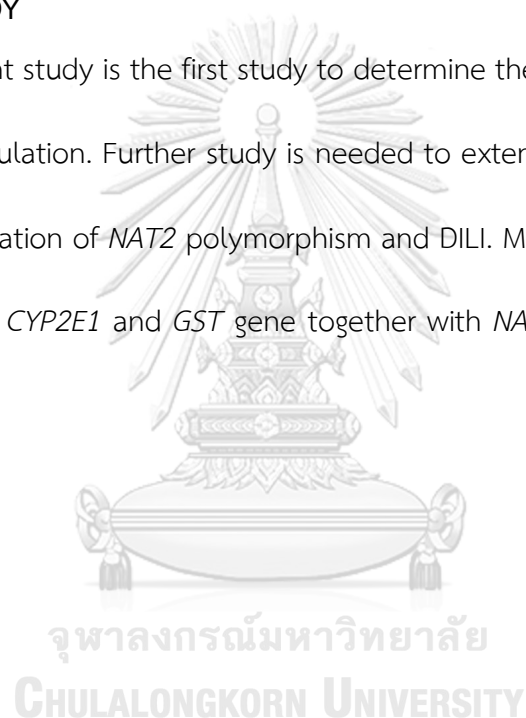 DY
nt study is the first study to determine the
ulation. Further study is needed to exter
ation of NAT2 polymorphism and DILI. M
CYP2E1 and GST gene together with NA
จุฬาลงกรณ์มหาวิทยาลัย
CHULALONGKORN UNIVERSITY